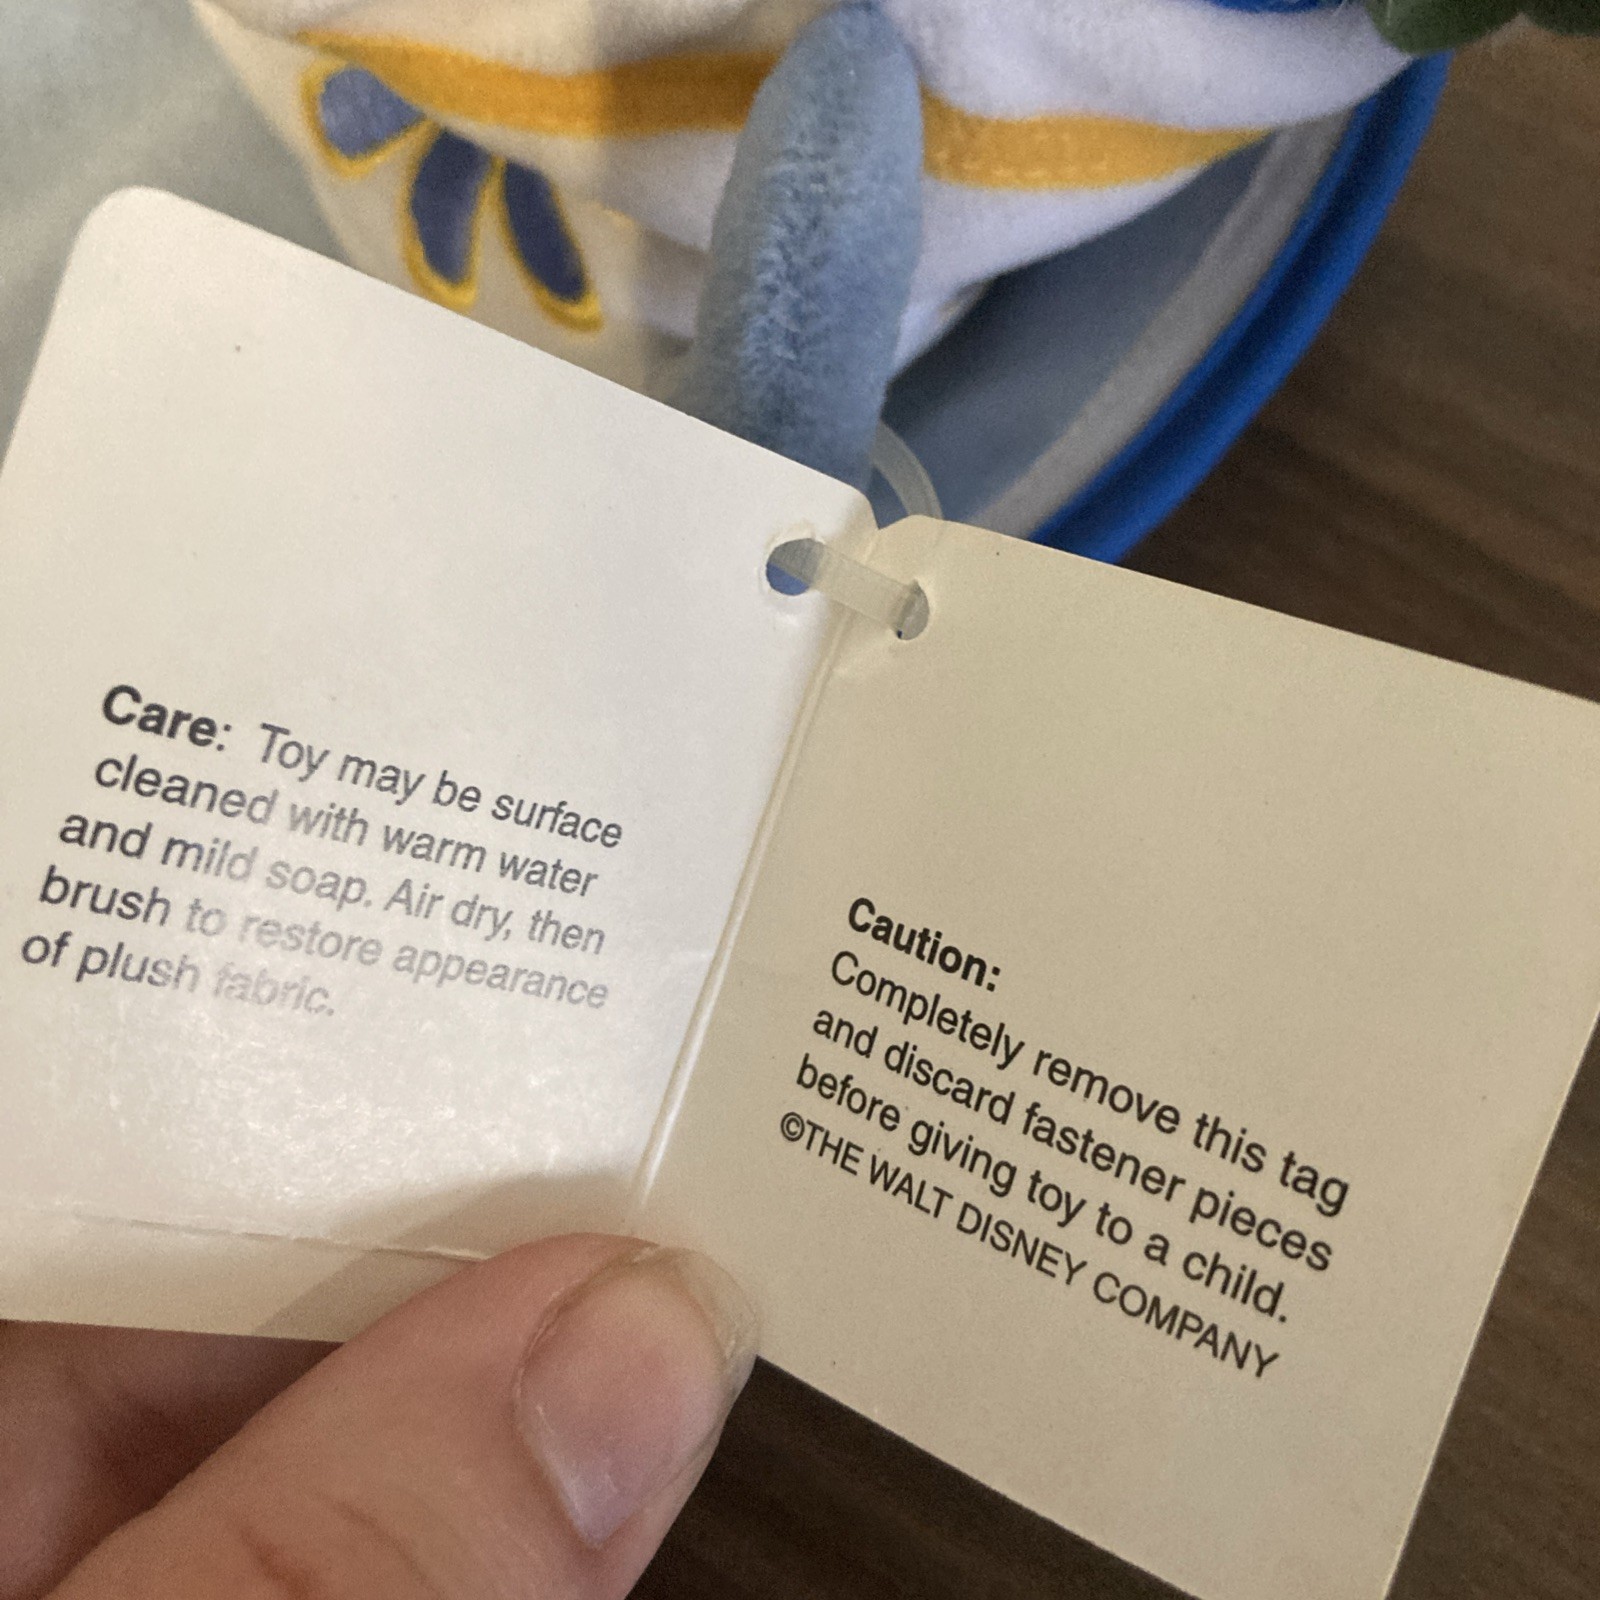 Care: Toy may be surface
cleaned with warm water
and mild soap. Air dry, then
brush to restore appearance
of plush fabric.
Caution:
Completely remove this tag
and discard fastener pieces
before giving toy to a child.
©THE WALT DISNEY COMPANY